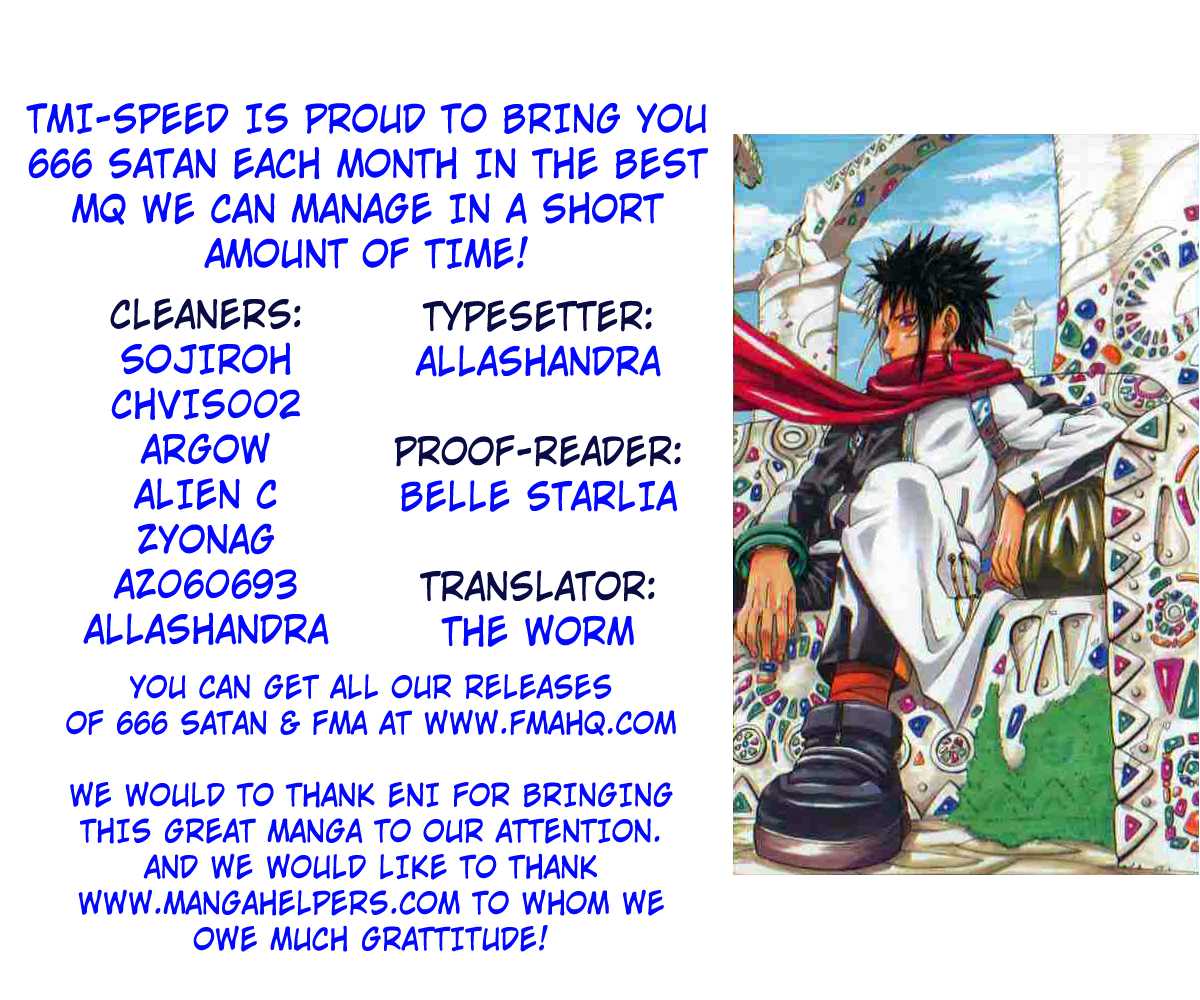 TMI-SPEED IS PROUD TO BRING YOU
666 SATAN EACH MONTH IN THE BEST
MQ WE CAN MANAGE IN A SHORT
AMOUNT OF TIME!
CLEANERS:
SOJIROH
CHVIS002
ARGOW
ALIEN C
ZYONAG
AZ060693
ALLASHANDRA
TYPESETTER:
ALLASHANDRA
PROOF-READER:
BELLE STARLIA
TRANSLATOR:
THE WORM
YOU CAN GET ALL OUR RELEASES
OF 666 SATAN & FMA AT WWW.FMAHQ.COM
WE WOULD TO THANK ENI FOR BRINGING
THIS GREAT MANGA TO OUR ATTENTION.
AND WE WOULD LIKE TO THANK
WWW.MANGAHELPERS.COM TO WHOM WE
OWE MUCH GRATTITUDE!